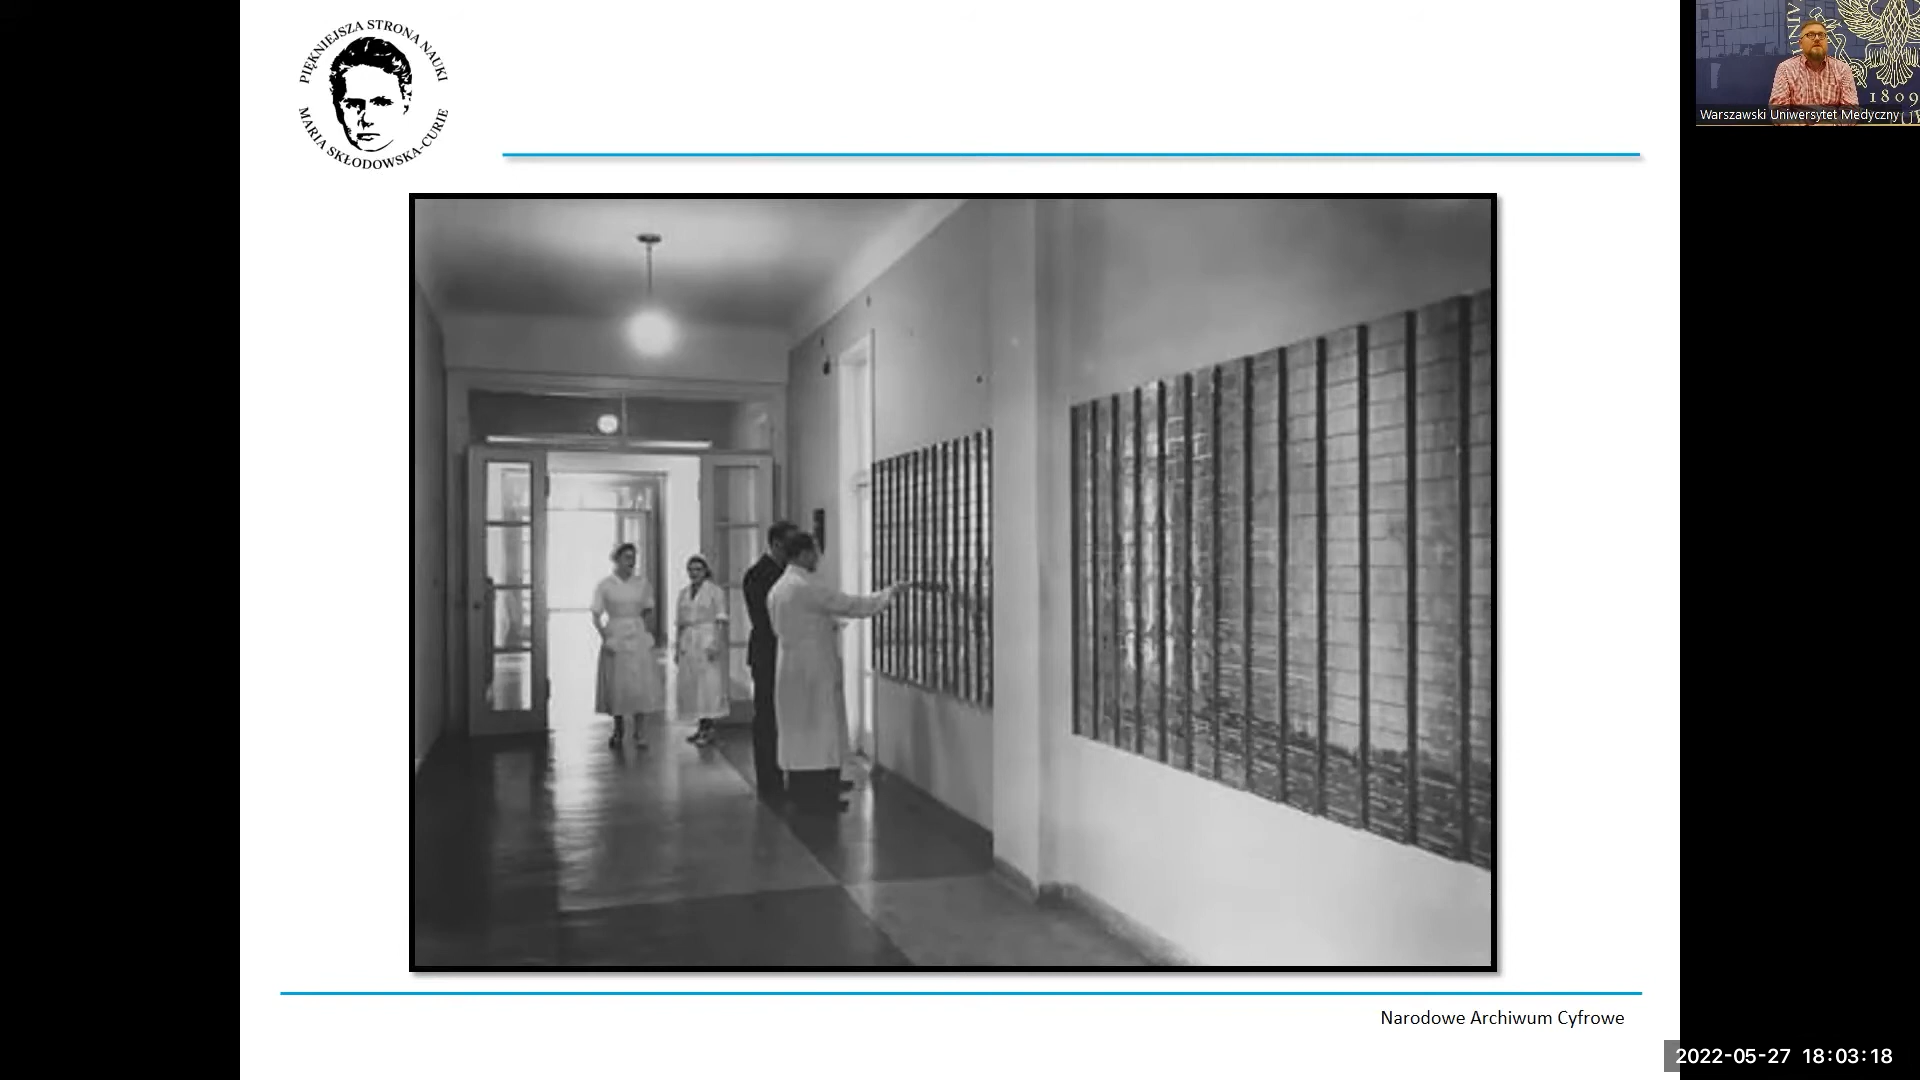 PIĘKNIEJSZA STRONA NAUKI
MARIA SKŁODOWSKA-CURIE
1809
Warszawski Uniwersytet Medyczny
Narodowe Archiwum Cyfrowe
2022-05-27 18:03:18